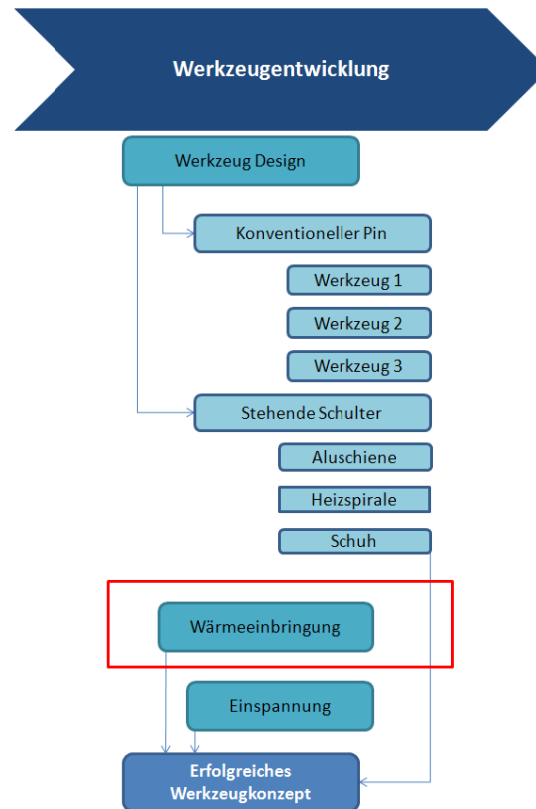 Werkzeugentwicklung
Werkzeug Design
Konventioneller Pin
Werkzeug 1
Werkzeug 2
Werkzeug 3
Stehende Schulter
Aluschiene
Heizspirale
Schuh
Wärmeeinbringung
Einspannung
Erfolgreiches
Werkzeugkonzept